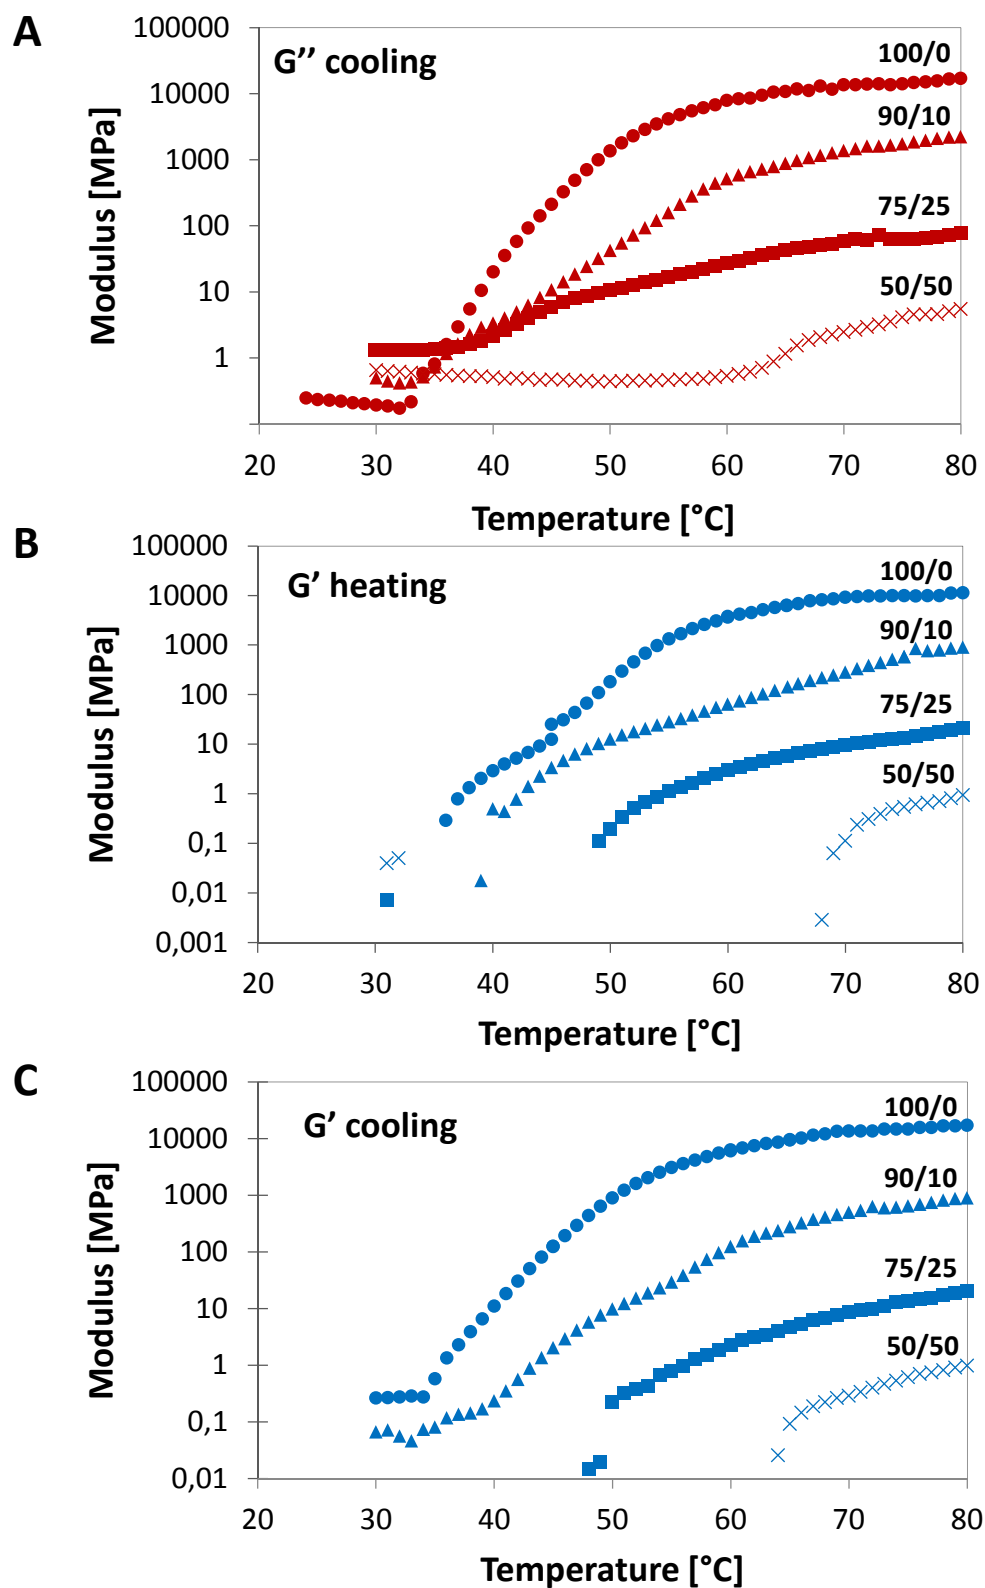 A
G’’ cooling
Modulus [MPa]
100000
10000
1000
100
10
1
100/0
90/10
75/25
50/50
20 30 40 50 60 70 80
Temperature [°C]
B
G’ heating
Modulus [MPa]
100000
10000
1000
100
10
1
0,1
0,01
0,001
100/0
90/10
75/25
50/50
20 30 40 50 60 70 80
Temperature [°C]
C
G’ cooling
Modulus [MPa]
100000
10000
1000
100
10
1
0,1
0,01
100/0
90/10
75/25
50/50
20 30 40 50 60 70 80
Temperature [°C]